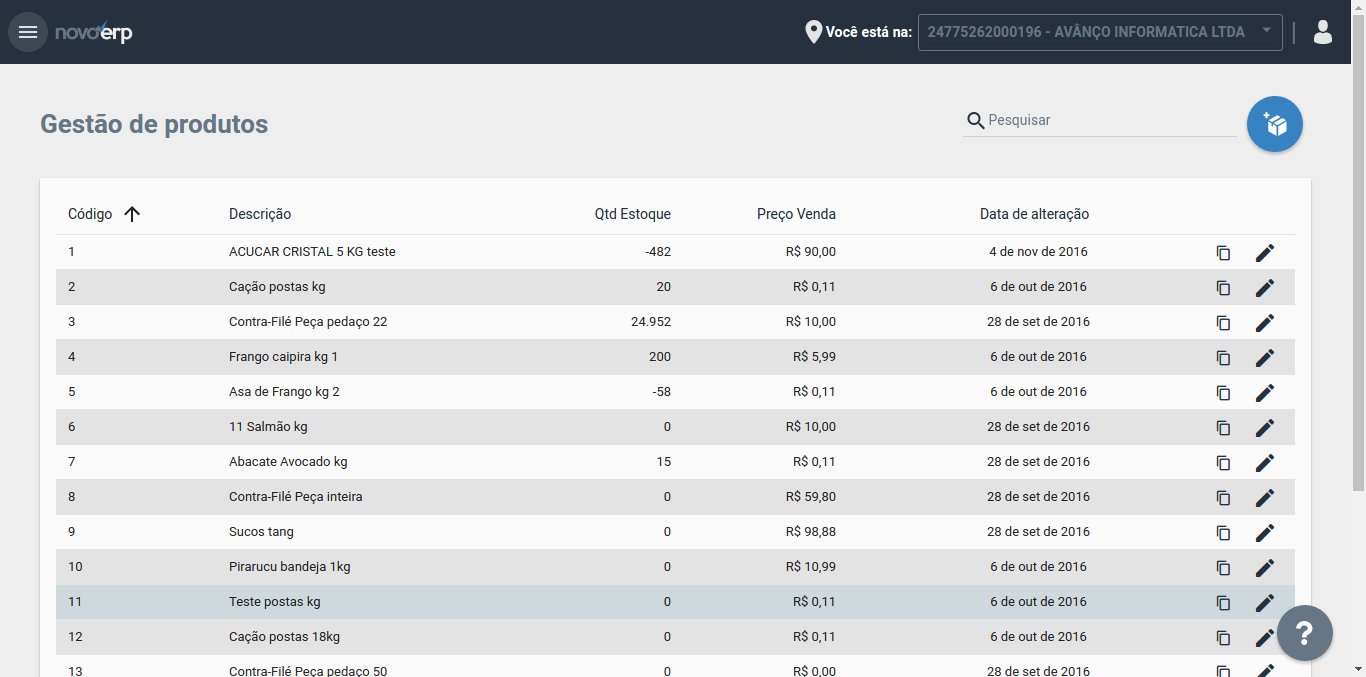 novoerp
Você está na: 24775262000196 - AVÂNÇO INFORMATICA LTDA
Gestão de produtos
Pesquisar
Código Descrição Qtd Estoque Preço Venda Data de alteração
1 ACUCAR CRISTAL 5 KG teste -482 R$ 90,00 4 de nov de 2016
2 Cação postas kg 20 R$ 0,11 6 de out de 2016
3 Contra-Filé Peça pedaço 22 24.952 R$ 10,00 28 de set de 2016
4 Frango caipira kg 1 200 R$ 5,99 6 de out de 2016
5 Asa de Frango kg 2 -58 R$ 0,11 6 de out de 2016
6 11 Salmão kg 0 R$ 10,00 28 de set de 2016
7 Abacate Avocado kg 15 R$ 0,11 28 de set de 2016
8 Contra-Filé Peça inteira 0 R$ 59,80 28 de set de 2016
9 Sucos tang 0 R$ 98,88 28 de set de 2016
10 Pirarucu bandeja 1kg 0 R$ 10,99 6 de out de 2016
11 Teste postas kg 0 R$ 0,11 6 de out de 2016
12 Cação postas 18kg 0 R$ 0,11 6 de out de 2016
?
13 Contra-Filé Peça pedaço 50 0 R$ 0,00 28 de set de 2016